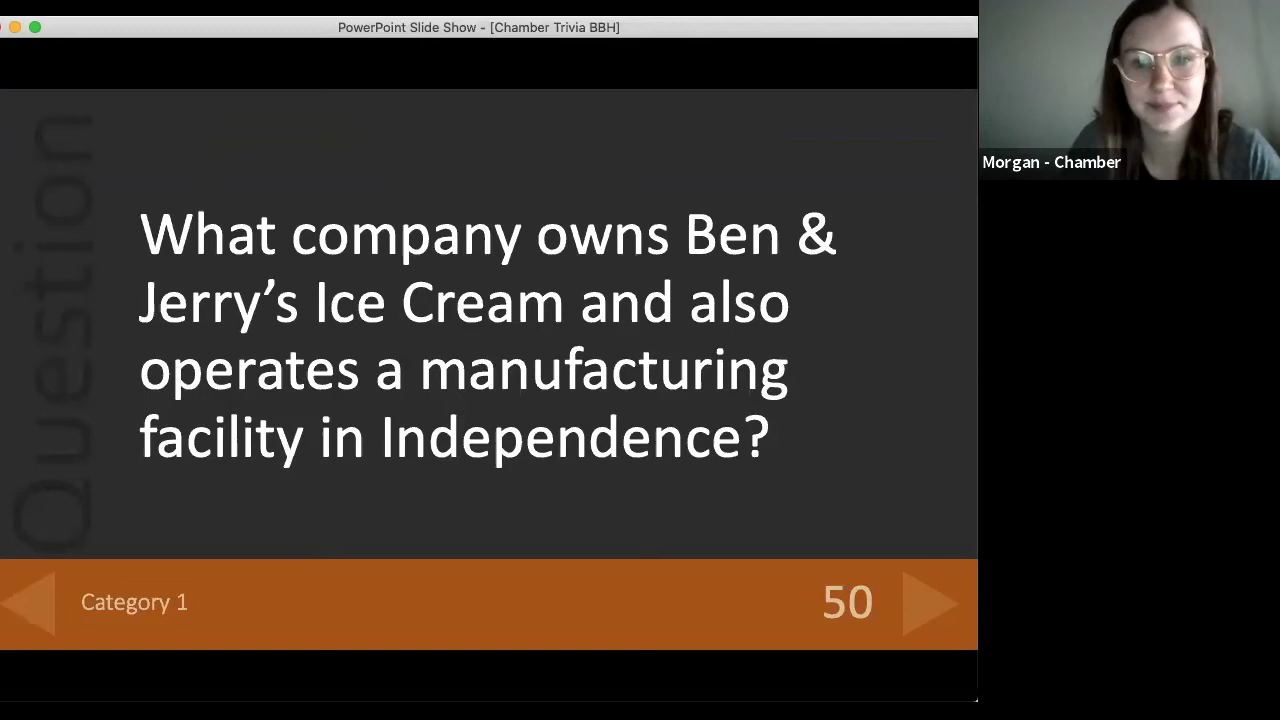 PowerPoint Slide Show - [Chamber Trivia BBH]
Morgan - Chamber
Question
What company owns Ben &
Jerry’s Ice Cream and also
operates a manufacturing
facility in Independence?
Category 1
50